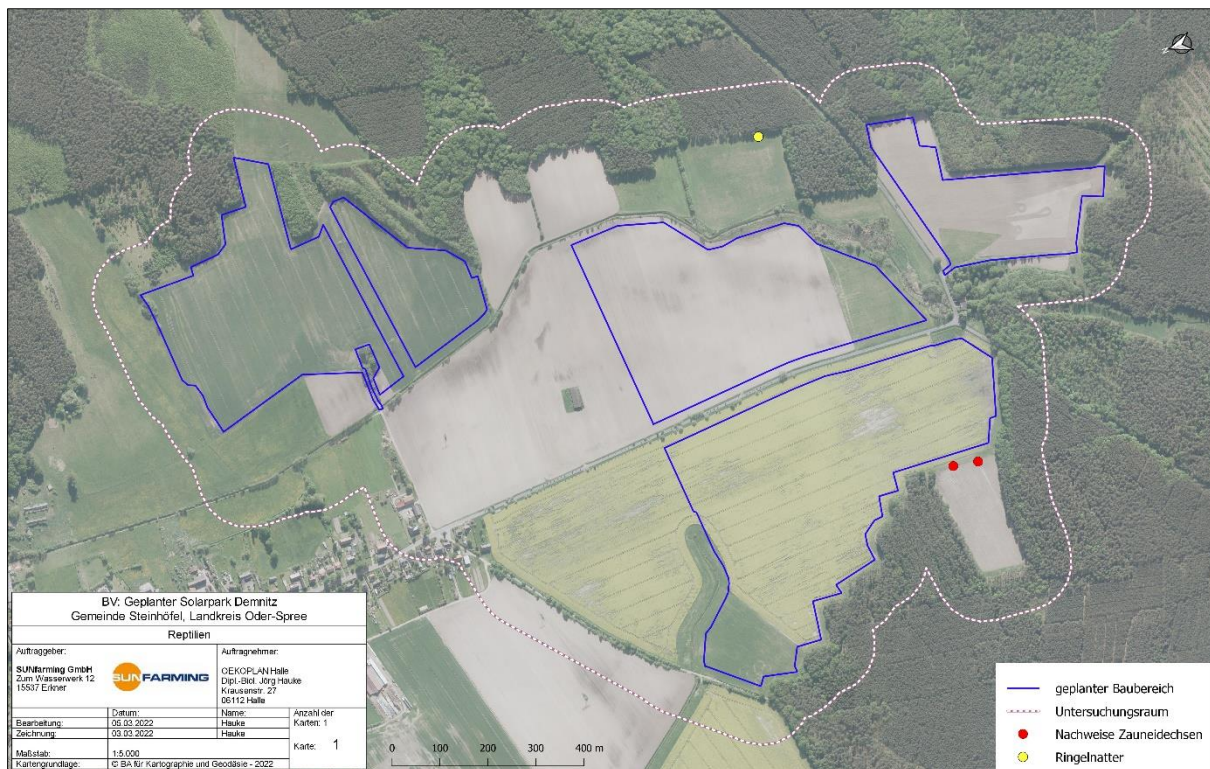 BV: Geplanter Solarpark Demnitz
Gemeinde Steinhöfel, Landkreis Oder-Spree
Reptilien
Auftraggeber:
SUNfarming GmbH
Zum Wasserwerk 12
15537 Erkner
SUNFARMING
Auftragnehmer:
OEKOPLAN Halle
Dipl.-Biol. Jörg Hauke
Krausenstr. 27
06112 Halle
Datum: Name: Anzahl der
Bearbeitung: 05.03.2022 Hauke Karten: 1
Zeichnung: 03.03.2022 Hauke
Karte: 1
Maßstab: 1:5.000
Kartengrundlage: © BA für Kartographie und Geodäsie - 2022
0 100 200 300 400 m
geplanter Baubereich
Untersuchungsraum
Nachweise Zauneidechsen
Ringelnatter